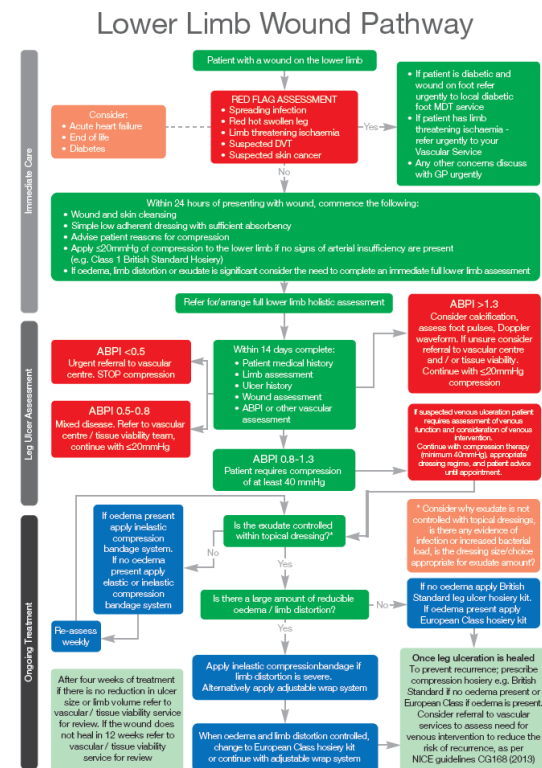 Lower Limb Wound Pathway
Immediate Care
Patient with a wound on the lower limb
Consider:
• Acute heart failure
• End of life
• Diabetes
RED FLAG ASSESSMENT
• Spreading infection
• Red hot swollen leg
• Limb threatening ischaemia
• Suspected DVT
• Suspected skin cancer
Yes
• If patient is diabetic and
wound on foot refer
urgently to local diabetic
foot MDT service
• If patient has limb
threatening ischaemia -
refer urgently to your
Vascular Service
• Any other concerns discuss
with GP urgently
No
Within 24 hours of presenting with wound, commence the following:
• Wound and skin cleansing
• Simple low adherent dressing with sufficient absorbency
• Advise patient reasons for compression
• Apply ≤20mmHg of compression to the lower limb if no signs of arterial insufficiency are present
(e.g. Class 1 British Standard Hosiery)
• If oedema, limb distortion or exudate is significant consider the need to complete an immediate full lower limb assessment
Refer for/arrange full lower limb holistic assessment
Leg Ulcer Assessment
ABPI <0.5
Urgent referral to vascular
centre. STOP compression
ABPI 0.5-0.8
Mixed disease. Refer to vascular
centre / tissue viability team,
continue with ≤20mmHg
Within 14 days complete:
• Patient medical history
• Limb assessment
• Ulcer history
• Wound assessment
• ABPI or other vascular
assessment
ABPI >1.3
Consider calcification,
assess foot pulses, Doppler
waveform. If unsure consider
referral to vascular centre
and / or tissue viability.
Continue with ≤20mmHg
compression
ABPI 0.8-1.3
Patient requires compression
of at least 40 mmHg
If suspected venous ulceration patient
requires assessment of venous
function and consideration of venous
intervention.
Continue with compression therapy
(minimum 40mmHg), appropriate
dressing regime, and patient advice
until appointment.
Ongoing Treatment
If oedema present
apply inelastic
compression
bandage system.
If no oedema
present apply
elastic or inelastic
compression
bandage system
Re-assess
weekly
Is the exudate controlled
within topical dressing?*
No
Yes
* Consider why exudate is not
controlled with topical dressings,
is there any evidence of
infection or increased bacterial
load, is the dressing size/choice
appropriate for exudate amount?
Is there a large amount of reducible
oedema / limb distortion?
No
Yes
If no oedema apply British
Standard leg ulcer hosiery kit.
If oedema present apply
European Class hosiery kit
After four weeks of treatment
if there is no reduction in ulcer
size or limb volume refer to
vascular / tissue viability service
for review. If the wound does
not heal in 12 weeks refer to
vascular / tissue viability
service for review
Apply inelastic compressionbandage if
limb distortion is severe.
Alternatively apply adjustable wrap system
When oedema and limb distortion controlled,
change to European Class hosiery kit
or continue with adjustable wrap system
Once leg ulceration is healed
To prevent recurrence; prescribe
compression hosiery e.g. British
Standard if no oedema present or
European Class if oedema is present.
Consider referral to vascular
services to assess need for
venous intervention to reduce the
risk of recurrence, as per
NICE guidelines CG168 (2013)